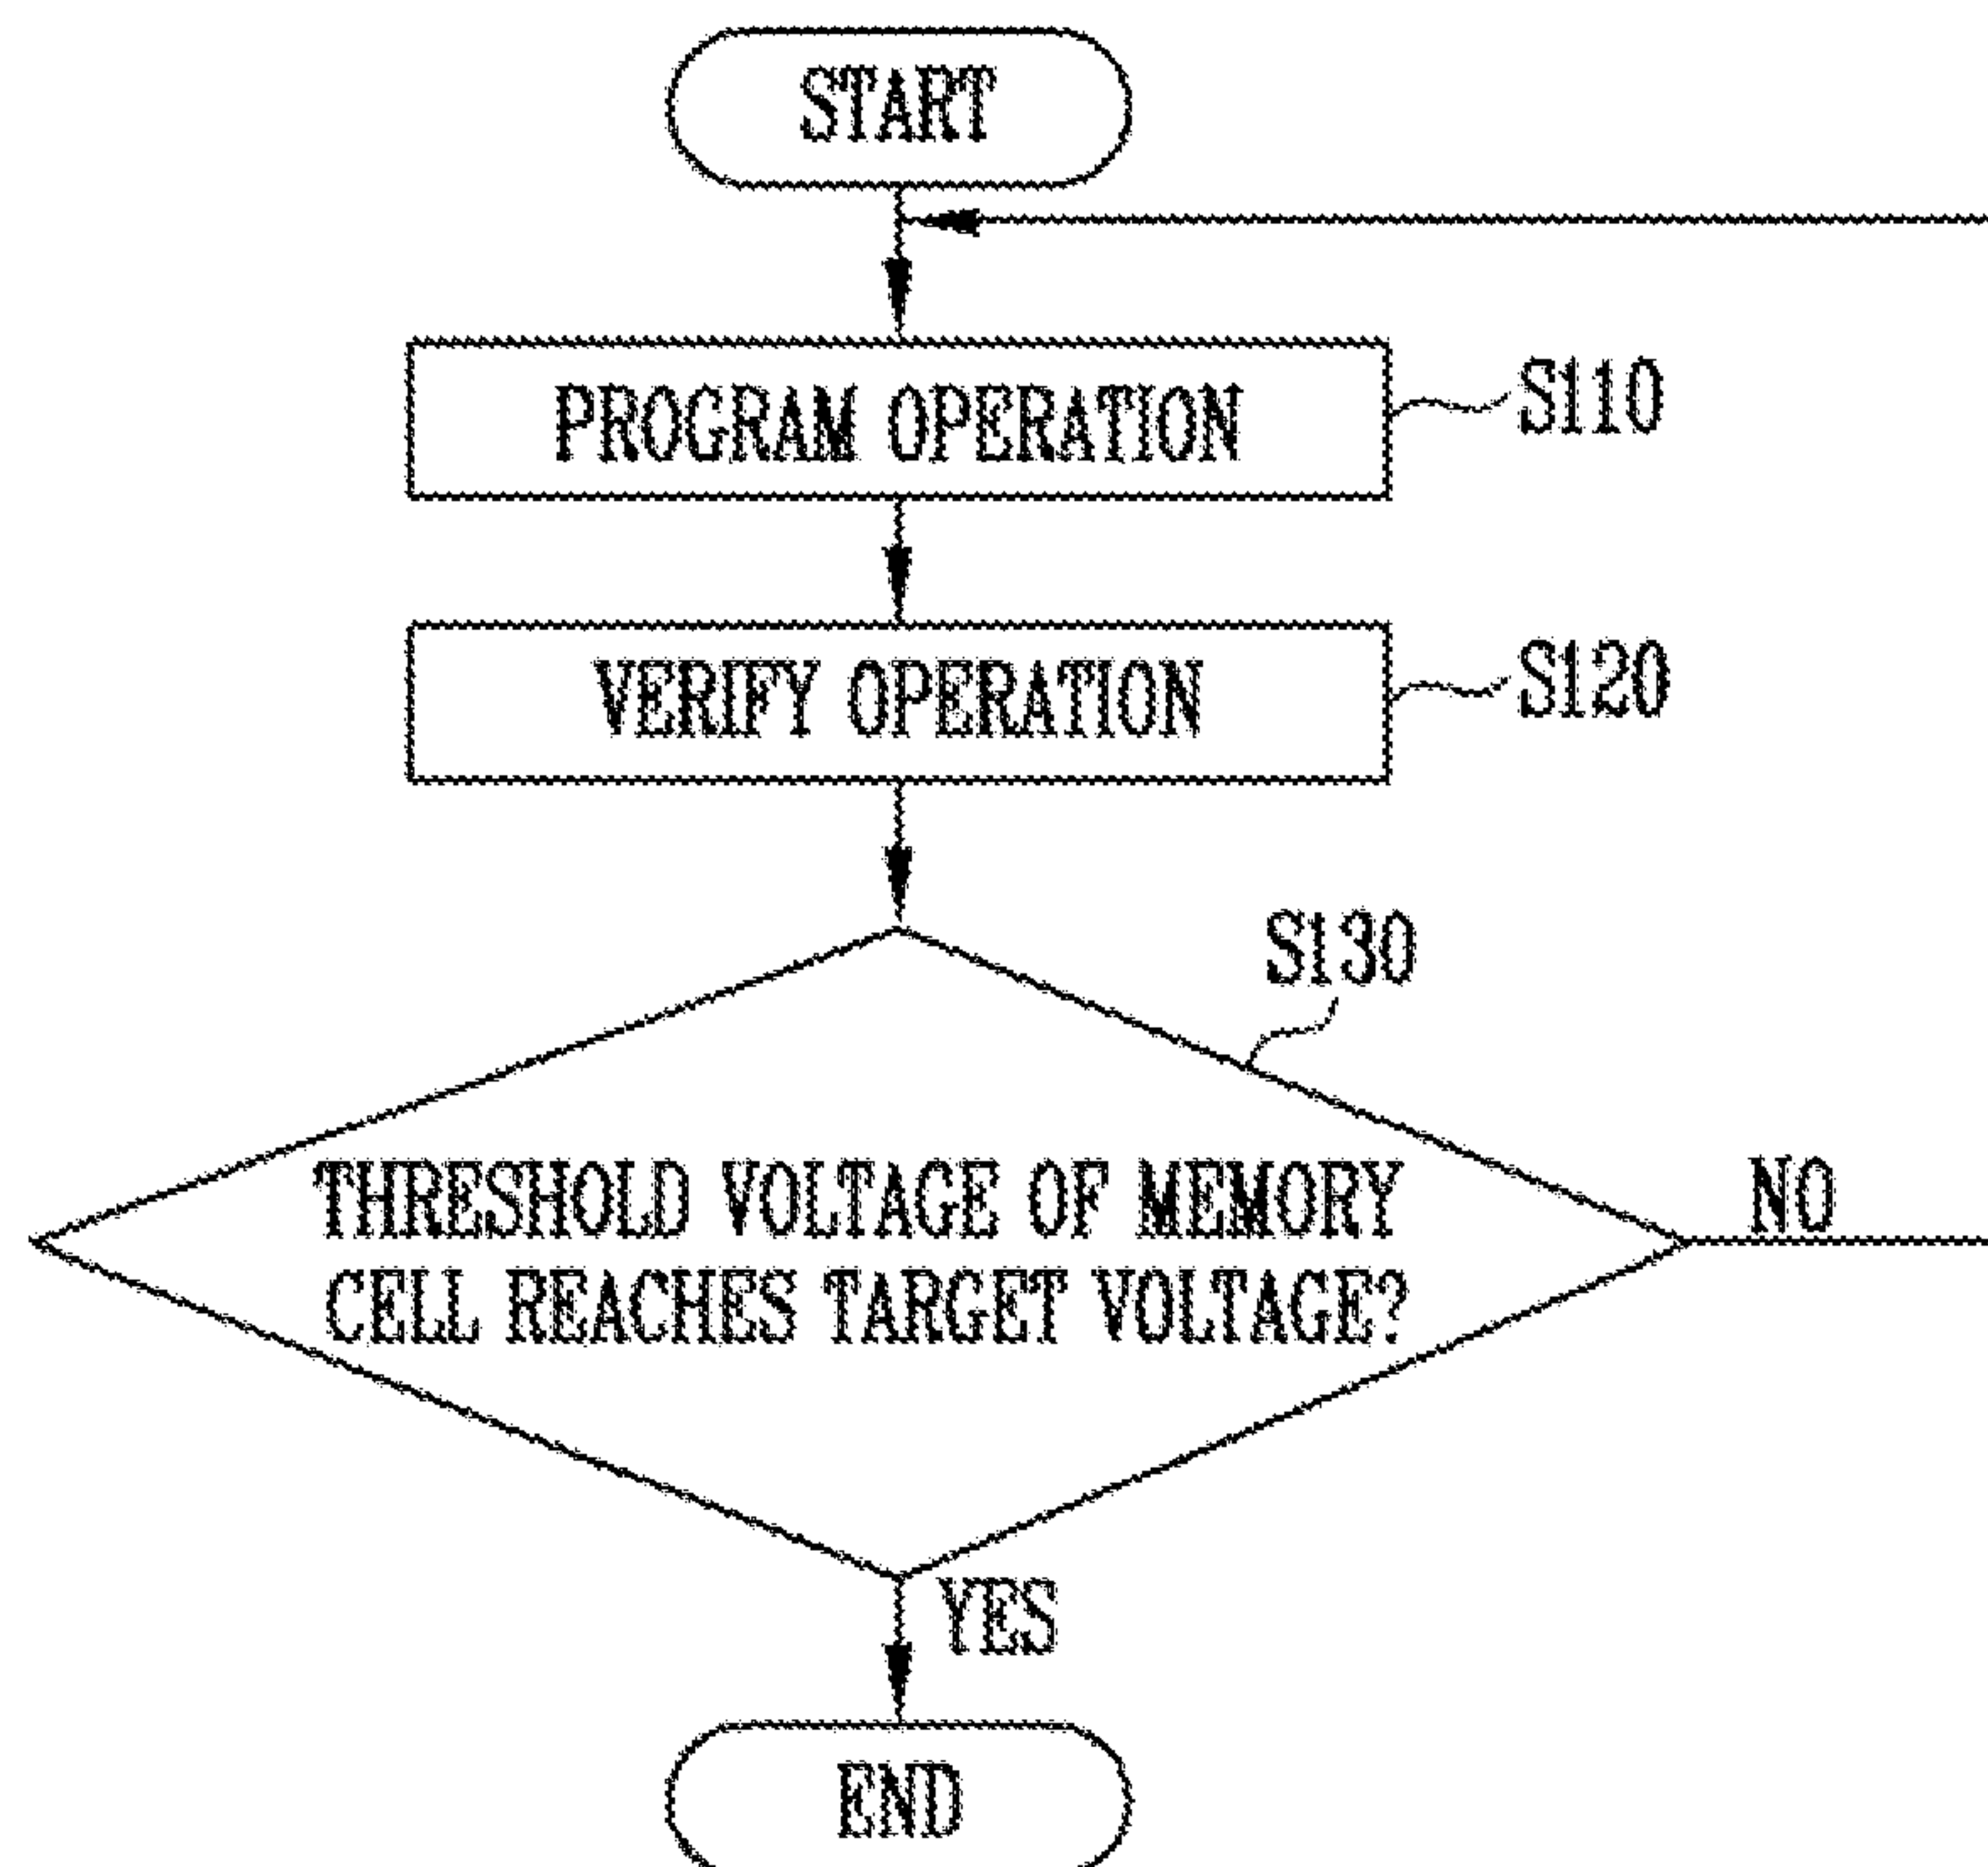 START
PROGRAM OPERATION
S110
VERIFY OPERATION
S120
S130
THRESHOLD VOLTAGE OF MEMORY
CELL REACHES TARGET VOLTAGE?
NO
YES
END